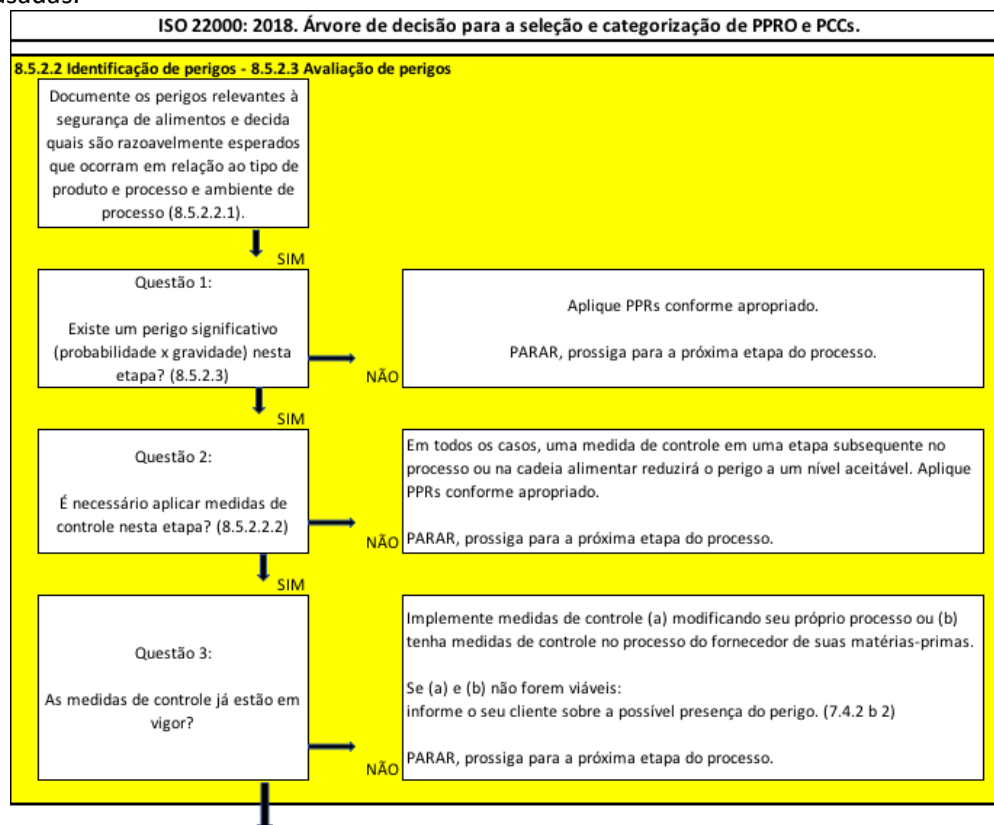 usadas.
ISO 22000: 2018. Árvore de decisão para a seleção e categorização de PPRO e PCCs.
8.5.2.2 Identificação de perigos - 8.5.2.3 Avaliação de perigos
Documente os perigos relevantes à
segurança de alimentos e decida
quais são razoavelmente esperados
que ocorram em relação ao tipo de
produto e processo e ambiente de
processo (8.5.2.2.1).
SIM
Questão 1:
Existe um perigo significativo
(probabilidade x gravidade) nesta
etapa? (8.5.2.3)
NÃO
Aplique PPRs conforme apropriado.
PARAR, prossiga para a próxima etapa do processo.
SIM
Questão 2:
É necessário aplicar medidas de
controle nesta etapa? (8.5.2.2.2)
NÃO
Em todos os casos, uma medida de controle em uma etapa subsequente no
processo ou na cadeia alimentar reduzirá o perigo a um nível aceitável. Aplique
PPRs conforme apropriado.
PARAR, prossiga para a próxima etapa do processo.
SIM
Questão 3:
As medidas de controle já estão em
vigor?
NÃO
Implemente medidas de controle (a) modificando seu próprio processo ou (b)
tenha medidas de controle no processo do fornecedor de suas matérias-primas.
Se (a) e (b) não forem viáveis:
informe o seu cliente sobre a possível presença do perigo. (7.4.2 b 2)
PARAR, prossiga para a próxima etapa do processo.